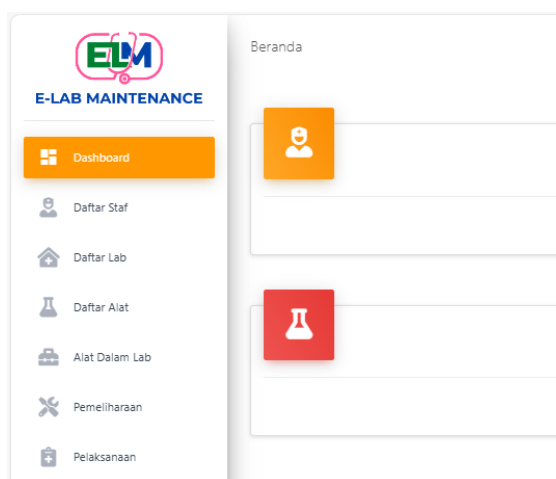 ELM
E-LAB MAINTENANCE
Beranda
Dashboard
Daftar Staf
Daftar Lab
Daftar Alat
Alat Dalam Lab
Pemeliharaan
Pelaksanaan